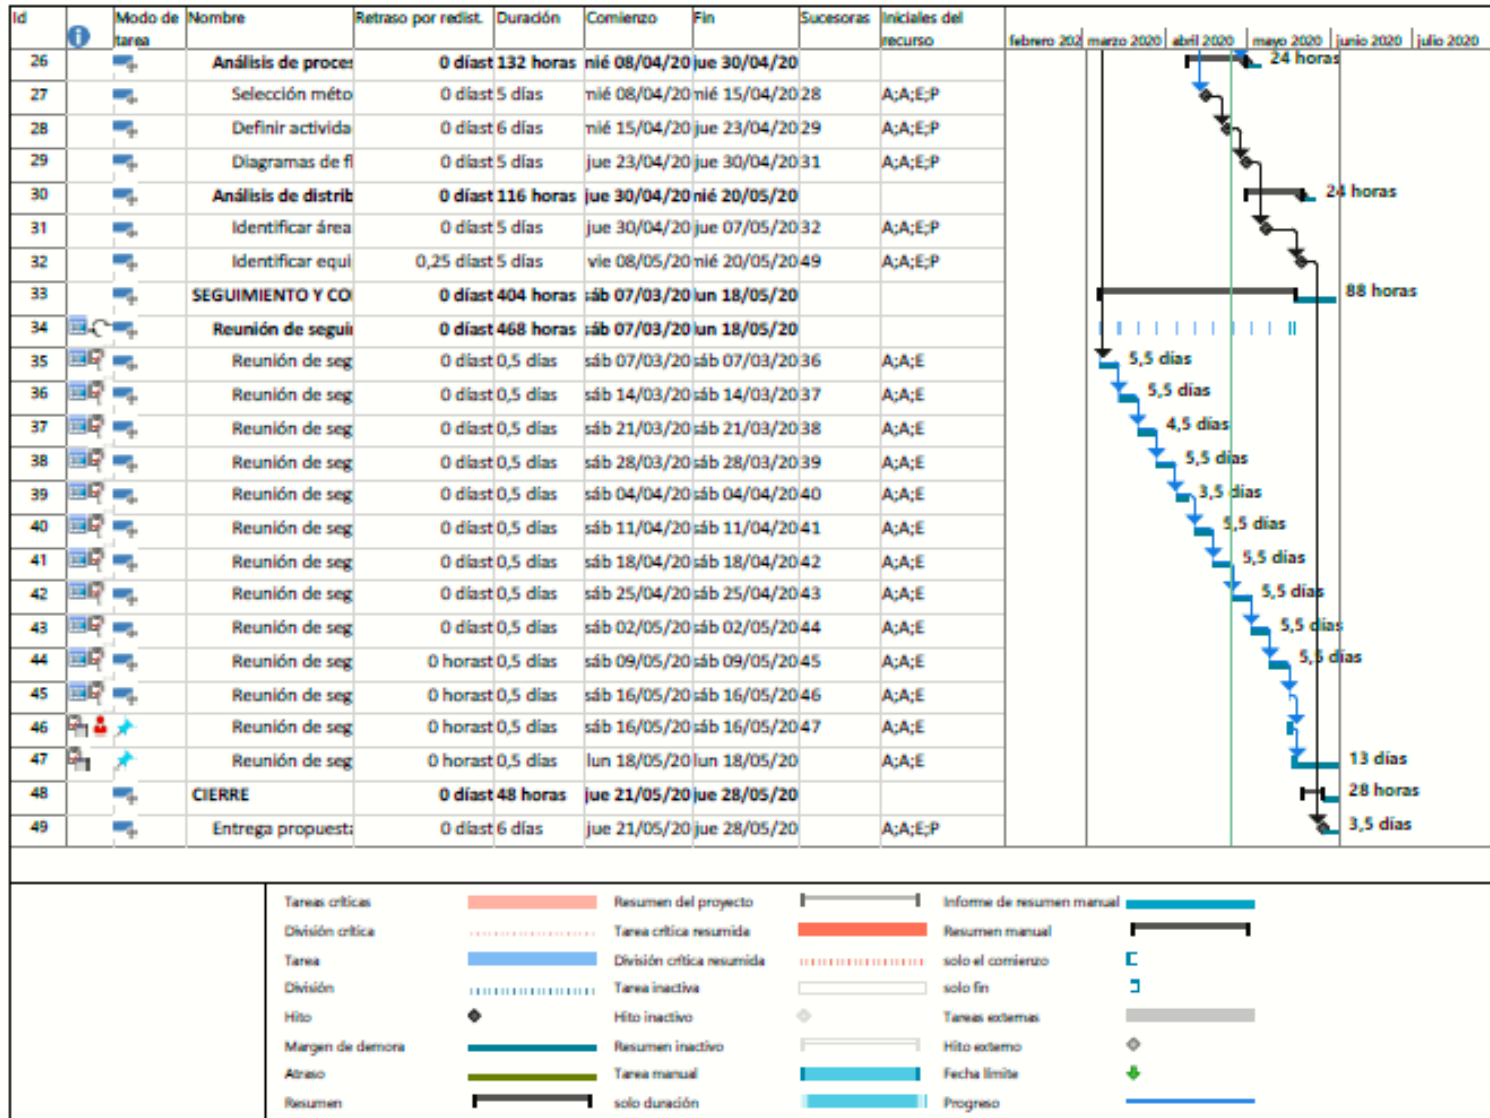 Id Modo de tarea Nombre Retraso por redist. Duración Comienzo Fin Sucesoras Iniciales del recurso febrero 202 marzo 2020 abril 2020 mayo 2020 junio 2020 julio 2020
26 Análisis de proces 0 díast 132 horas mié 08/04/20 jue 30/04/20 24 horas
27 Selección méto 0 díast 5 días mié 08/04/20 mié 15/04/20 28 A;A;E;P
28 Definir activida 0 díast 6 días mié 15/04/20 jue 23/04/20 29 A;A;E;P
29 Diagramas de fl 0 díast 5 días jue 23/04/20 jue 30/04/20 31 A;A;E;P
30 Análisis de distrib 0 díast 116 horas jue 30/04/20 mié 20/05/20 24 horas
31 Identificar área 0 díast 5 días jue 30/04/20 jue 07/05/20 32 A;A;E;P
32 Identificar equi 0,25 díast 5 días vie 08/05/20 mié 20/05/20 49 A;A;E;P
33 SEGUIMIENTO Y CO 0 díast 404 horas sáb 07/03/20 lun 18/05/20 88 horas
34 Reunión de segui 0 díast 468 horas sáb 07/03/20 lun 18/05/20
35 Reunión de seg 0 díast 0,5 días sáb 07/03/20 sáb 07/03/20 36 A;A;E 5,5 días
36 Reunión de seg 0 díast 0,5 días sáb 14/03/20 sáb 14/03/20 37 A;A;E 5,5 días
37 Reunión de seg 0 díast 0,5 días sáb 21/03/20 sáb 21/03/20 38 A;A;E 4,5 días
38 Reunión de seg 0 díast 0,5 días sáb 28/03/20 sáb 28/03/20 39 A;A;E 5,5 días
39 Reunión de seg 0 díast 0,5 días sáb 04/04/20 sáb 04/04/20 40 A;A;E 3,5 días
40 Reunión de seg 0 díast 0,5 días sáb 11/04/20 sáb 11/04/20 41 A;A;E 5,5 días
41 Reunión de seg 0 díast 0,5 días sáb 18/04/20 sáb 18/04/20 42 A;A;E 5,5 días
42 Reunión de seg 0 díast 0,5 días sáb 25/04/20 sáb 25/04/20 43 A;A;E 5,5 días
43 Reunión de seg 0 díast 0,5 días sáb 02/05/20 sáb 02/05/20 44 A;A;E 5,5 días
44 Reunión de seg 0 horast 0,5 días sáb 09/05/20 sáb 09/05/20 45 A;A;E 5,5 días
45 Reunión de seg 0 horast 0,5 días sáb 16/05/20 sáb 16/05/20 46 A;A;E
46 Reunión de seg 0 horast 0,5 días sáb 16/05/20 sáb 16/05/20 47 A;A;E
47 Reunión de seg 0 horast 0,5 días lun 18/05/20 lun 18/05/20 A;A;E 13 días
48 CIERRE 0 díast 48 horas jue 21/05/20 jue 28/05/20 28 horas
49 Entrega propuesta 0 díast 6 días jue 21/05/20 jue 28/05/20 A;A;E;P 3,5 días
Tareas críticas Resumen del proyecto Informe de resumen manual
División crítica Tarea crítica resumida Resumen manual
Tarea División crítica resumida solo el comienzo
División Tarea inactiva solo fin
Hito Hito inactivo Tareas externas
Margen de demora Resumen inactivo Hito externo
Atraso Tarea manual Fecha límite
Resumen solo duración Progreso